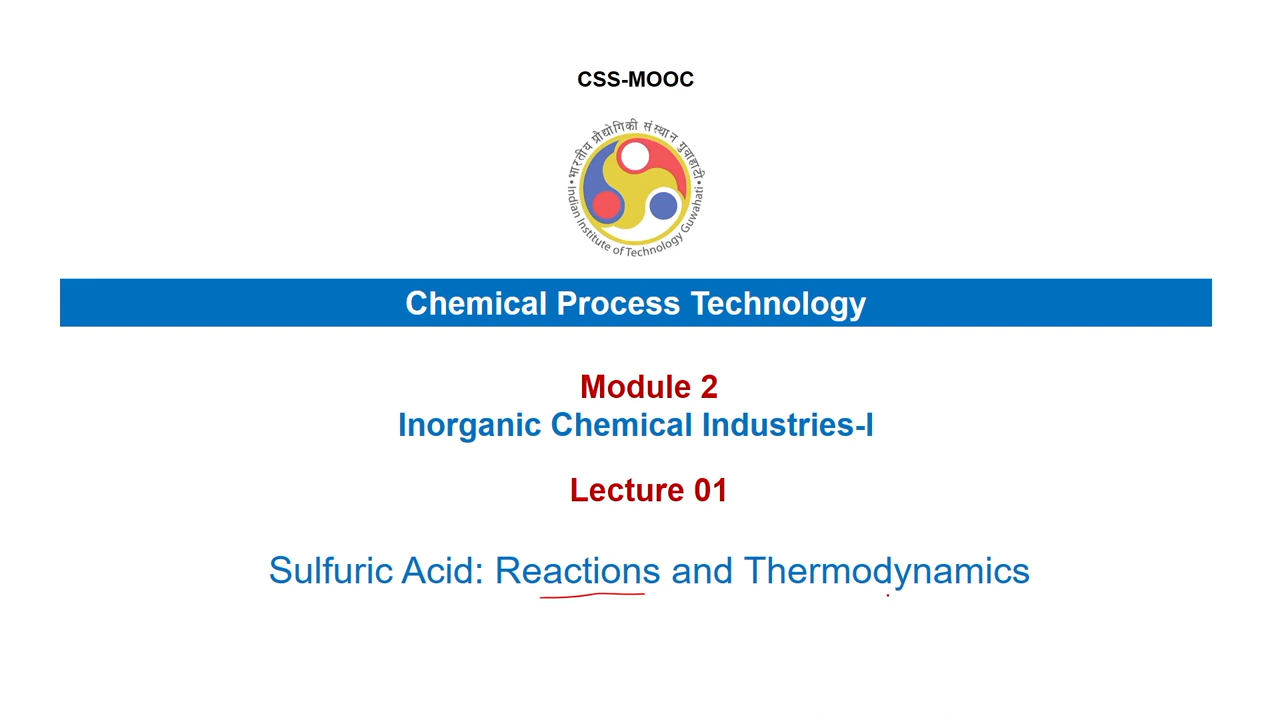 CSS-MOOC
भारतीय प्रौद्योगिकी संस्थान गुवाहाटी
Indian Institute of Technology Guwahati
Chemical Process Technology
Module 2
Inorganic Chemical Industries-I
Lecture 01
Sulfuric Acid: Reactions and Thermodynamics